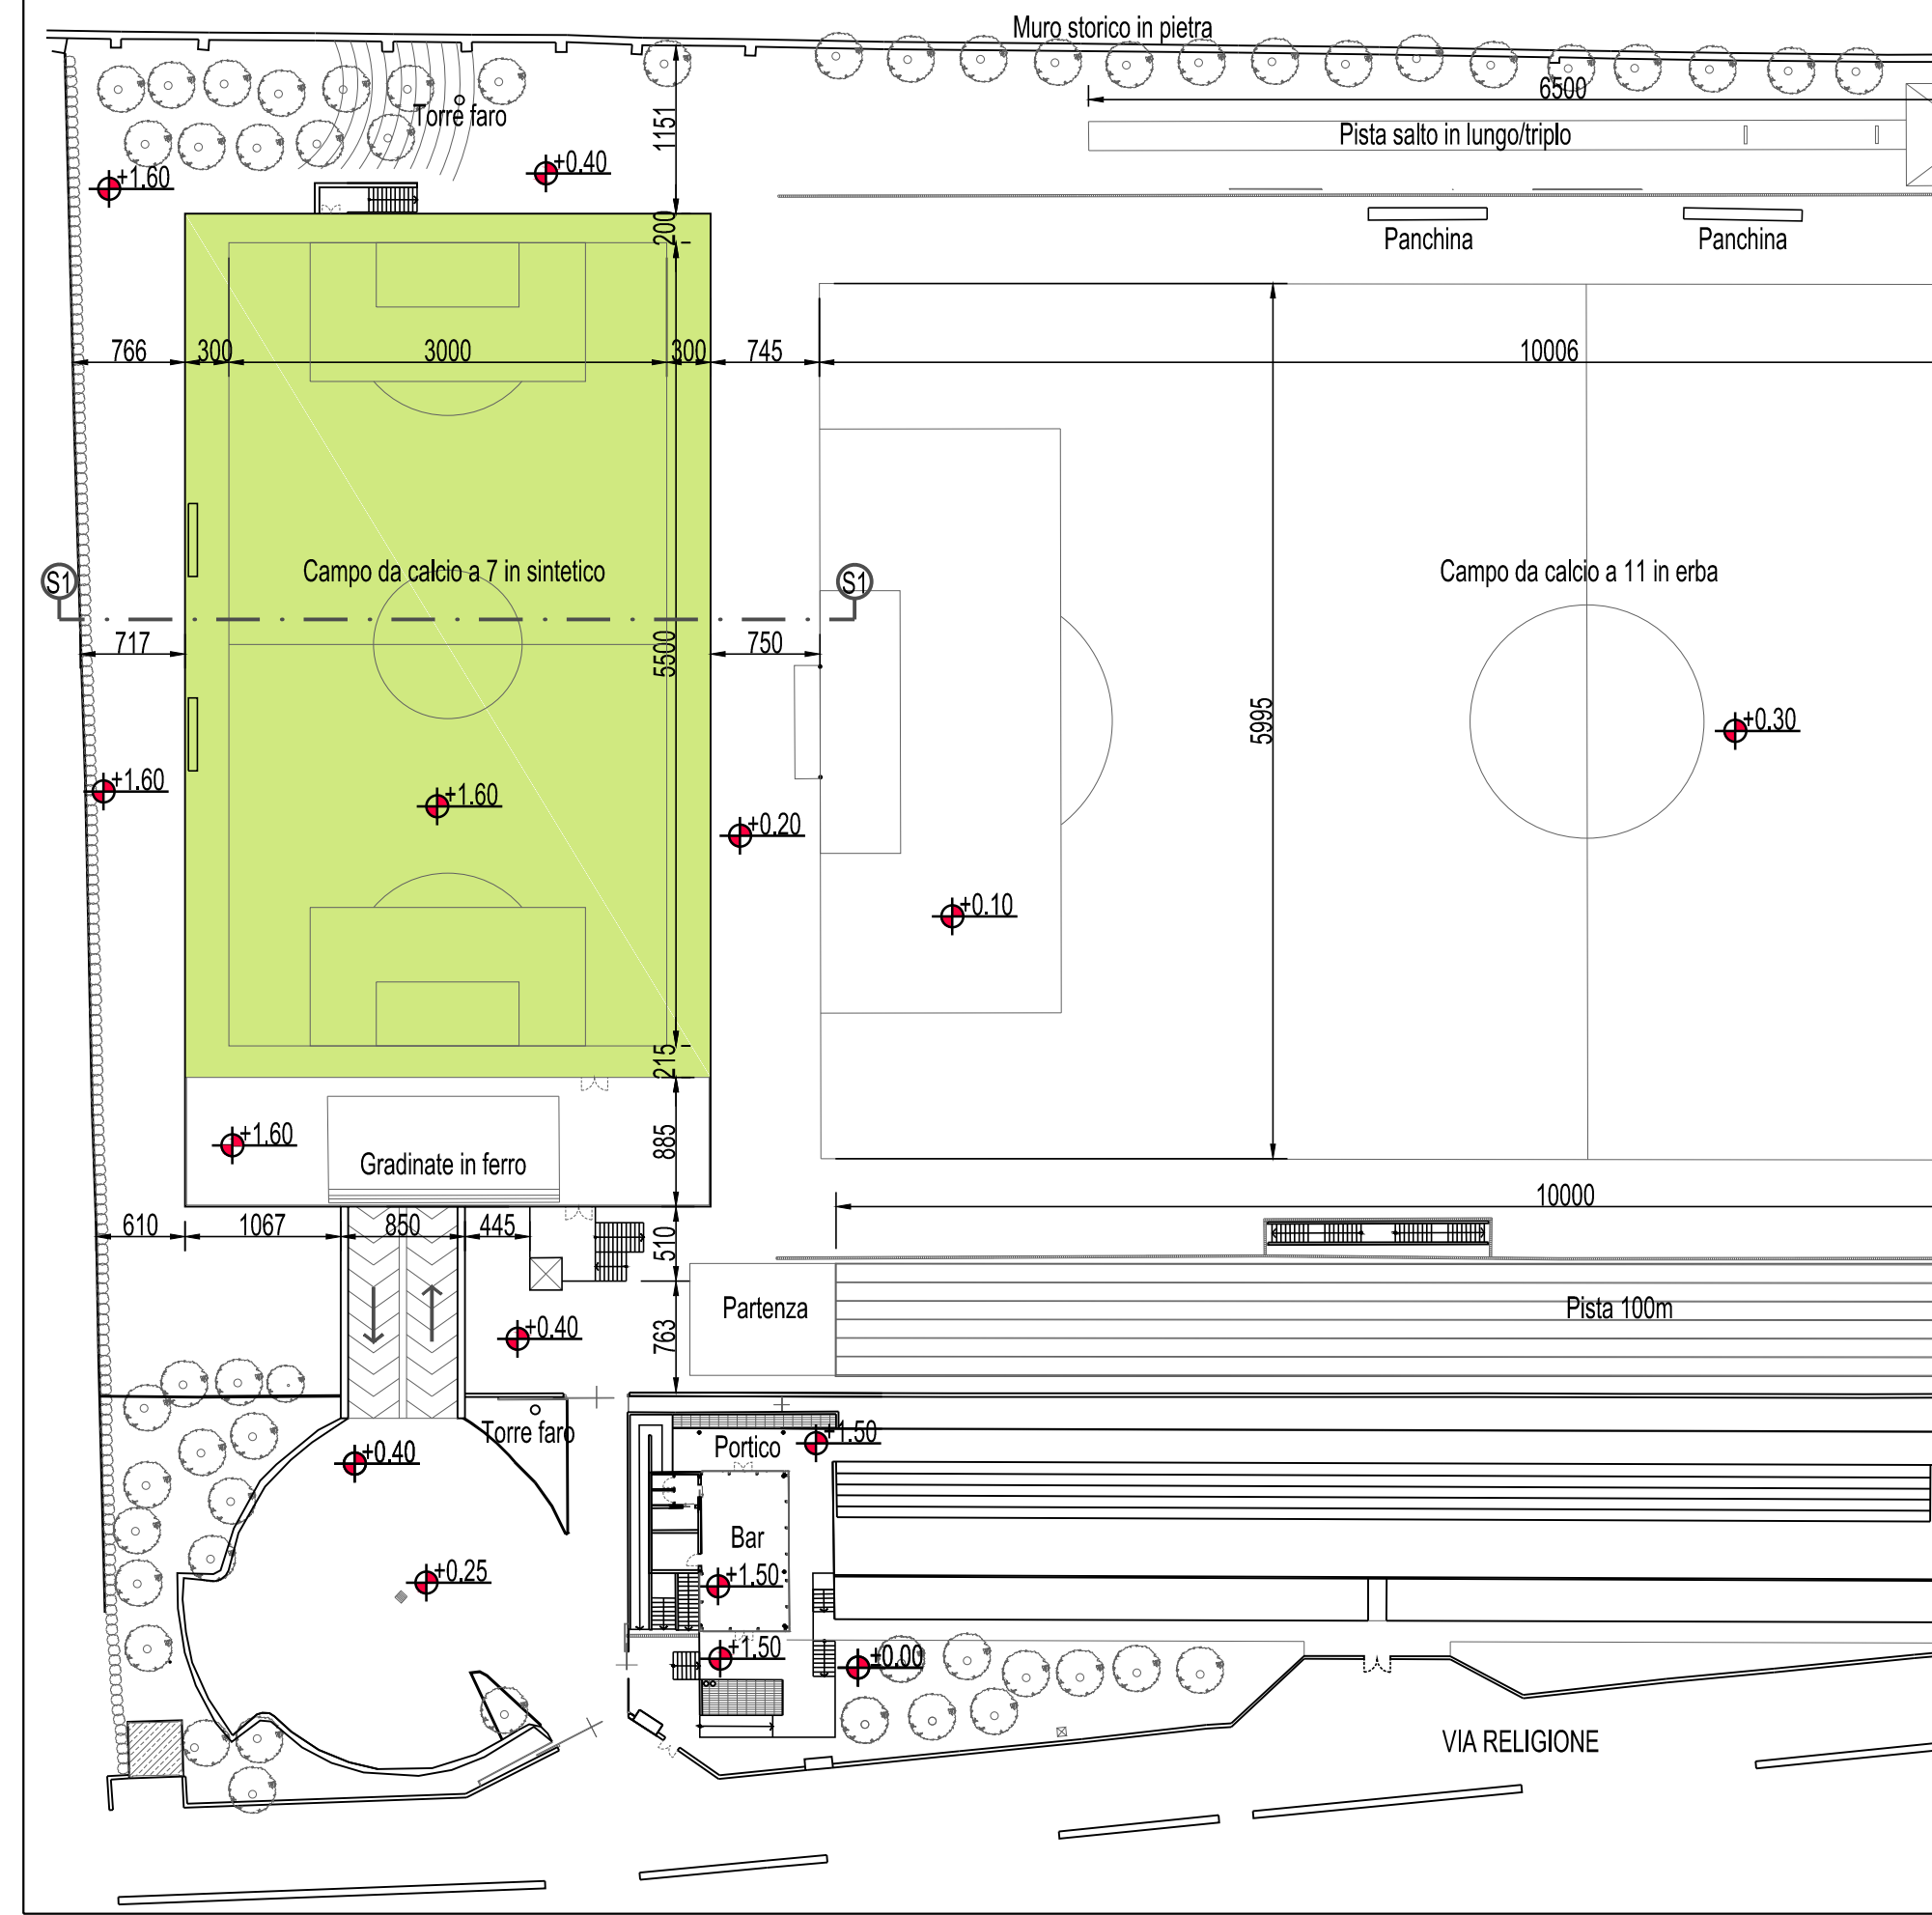 Muro storico in pietra
6500
Torre faro
1151
Pista salto in lungo/triplo
+0.40
+1.60
200
Panchina
Panchina
766
300
3000
300
745
10006
Campo da calcio a 7 in sintetico
Campo da calcio a 11 in erba
S1
S1
717
5500
750
5995
+0.30
+1.60
+1.60
+0.20
+0.10
215
+1.60
885
Gradinate in ferro
10000
610
1067
850
445
510
Partenza
Pista 100m
+0.40
763
Torre faro
+1.50
Portico
+0.40
Bar
+0.25
+1.50
+1.50
+0.00
VIA RELIGIONE